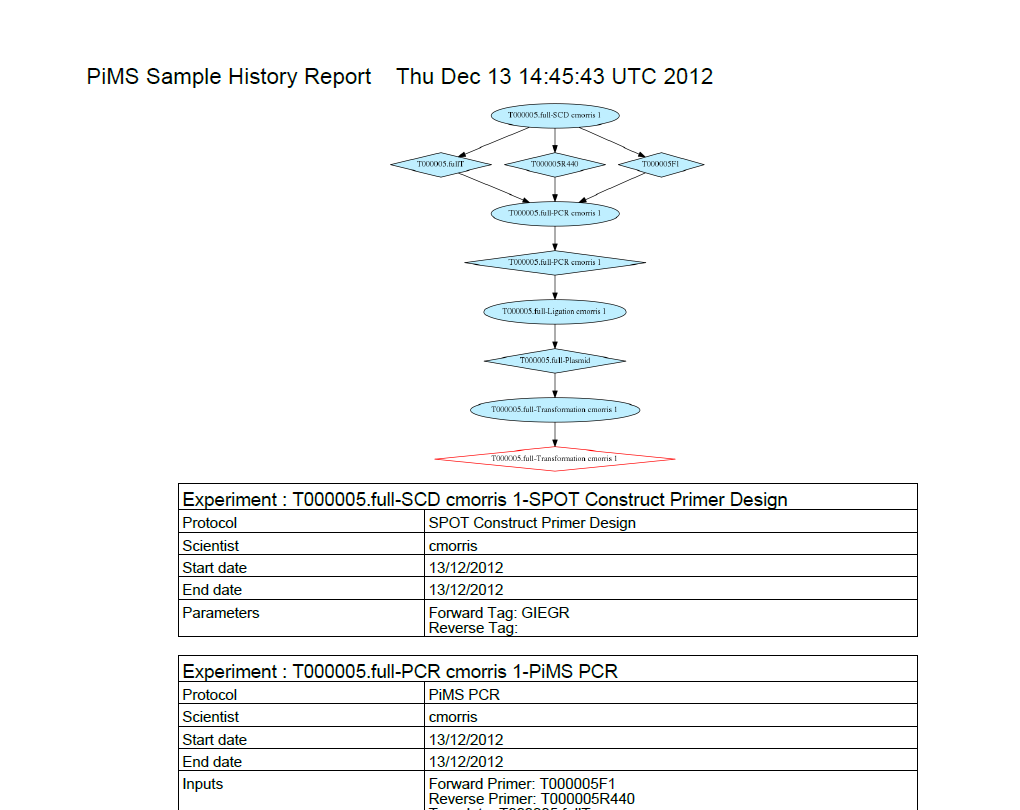 PiMS Sample History Report Thu Dec 13 14:45:43 UTC 2012
T000005.full-SCD cmorris 1
T000005.fullT T000005R440 T000005F1
T000005.full-PCR cmorris 1
T000005.full-PCR cmorris 1
T000005.full-Ligation cmorris 1
T000005.full-Plasmid
T000005.full-Transformation cmorris 1
T000005.full-Transformation cmorris 1
Experiment : T000005.full-SCD cmorris 1-SPOT Construct Primer Design
Protocol SPOT Construct Primer Design
Scientist cmorris
Start date 13/12/2012
End date 13/12/2012
Parameters Forward Tag: GIEGR
Reverse Tag:
Experiment : T000005.full-PCR cmorris 1-PiMS PCR
Protocol PiMS PCR
Scientist cmorris
Start date 13/12/2012
End date 13/12/2012
Inputs Forward Primer: T000005F1
Reverse Primer: T000005R440